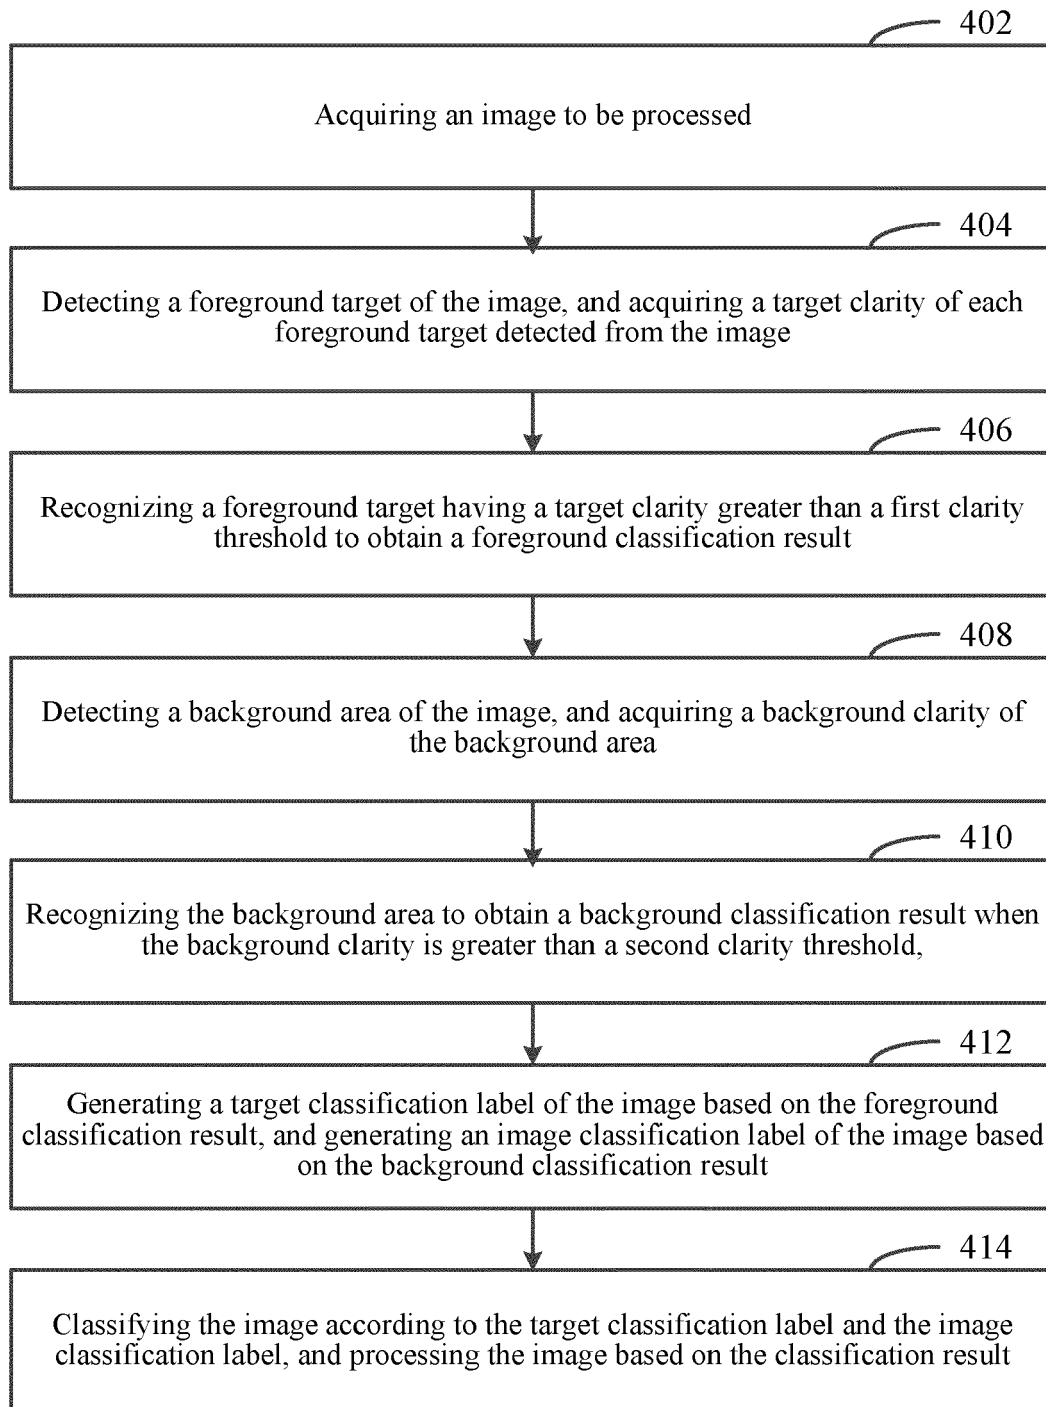 402
Acquiring an image to be processed
404
Detecting a foreground target of the image, and acquiring a target clarity of each
foreground target detected from the image
406
Recognizing a foreground target having a target clarity greater than a first clarity
threshold to obtain a foreground classification result
408
Detecting a background area of the image, and acquiring a background clarity of
the background area
410
Recognizing the background area to obtain a background classification result when
the background clarity is greater than a second clarity threshold,
412
Generating a target classification label of the image based on the foreground
classification result, and generating an image classification label of the image based
on the background classification result
414
Classifying the image according to the target classification label and the image
classification label, and processing the image based on the classification result